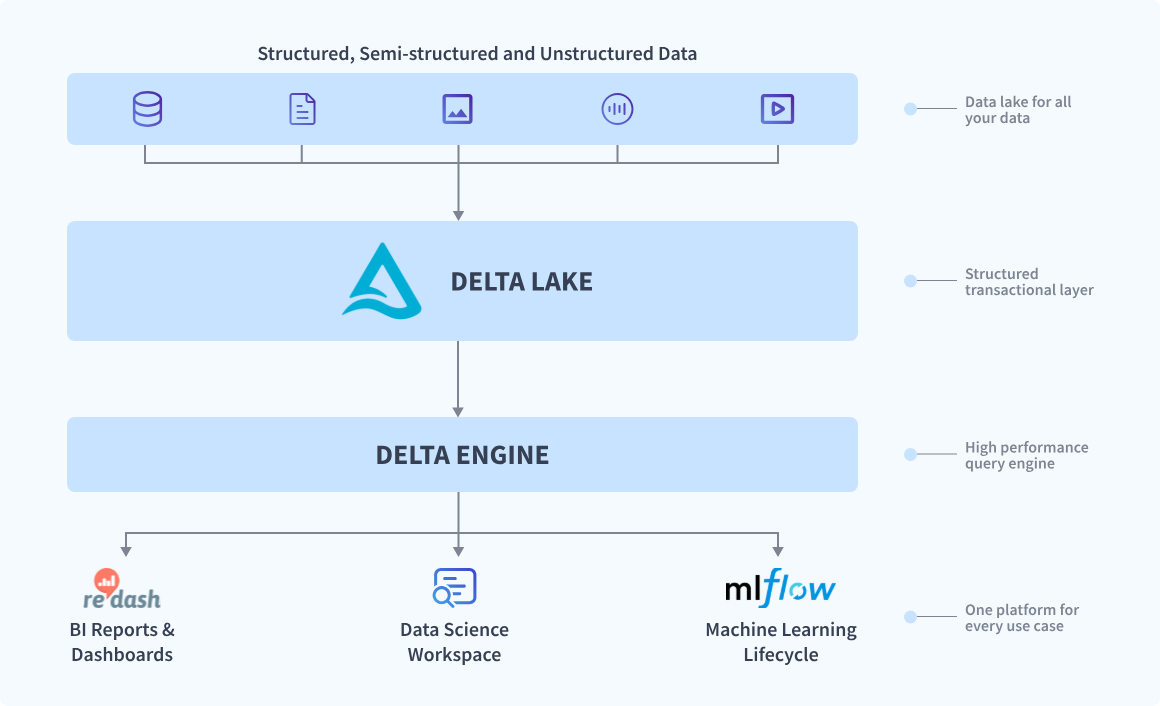 Structured, Semi-structured and Unstructured Data
Data lake for all
your data
DELTA LAKE
Structured
transactional layer
DELTA ENGINE
High performance
query engine
redash
BI Reports &
Dashboards
Data Science
Workspace
mlflow
Machine Learning
Lifecycle
One platform for
every use case